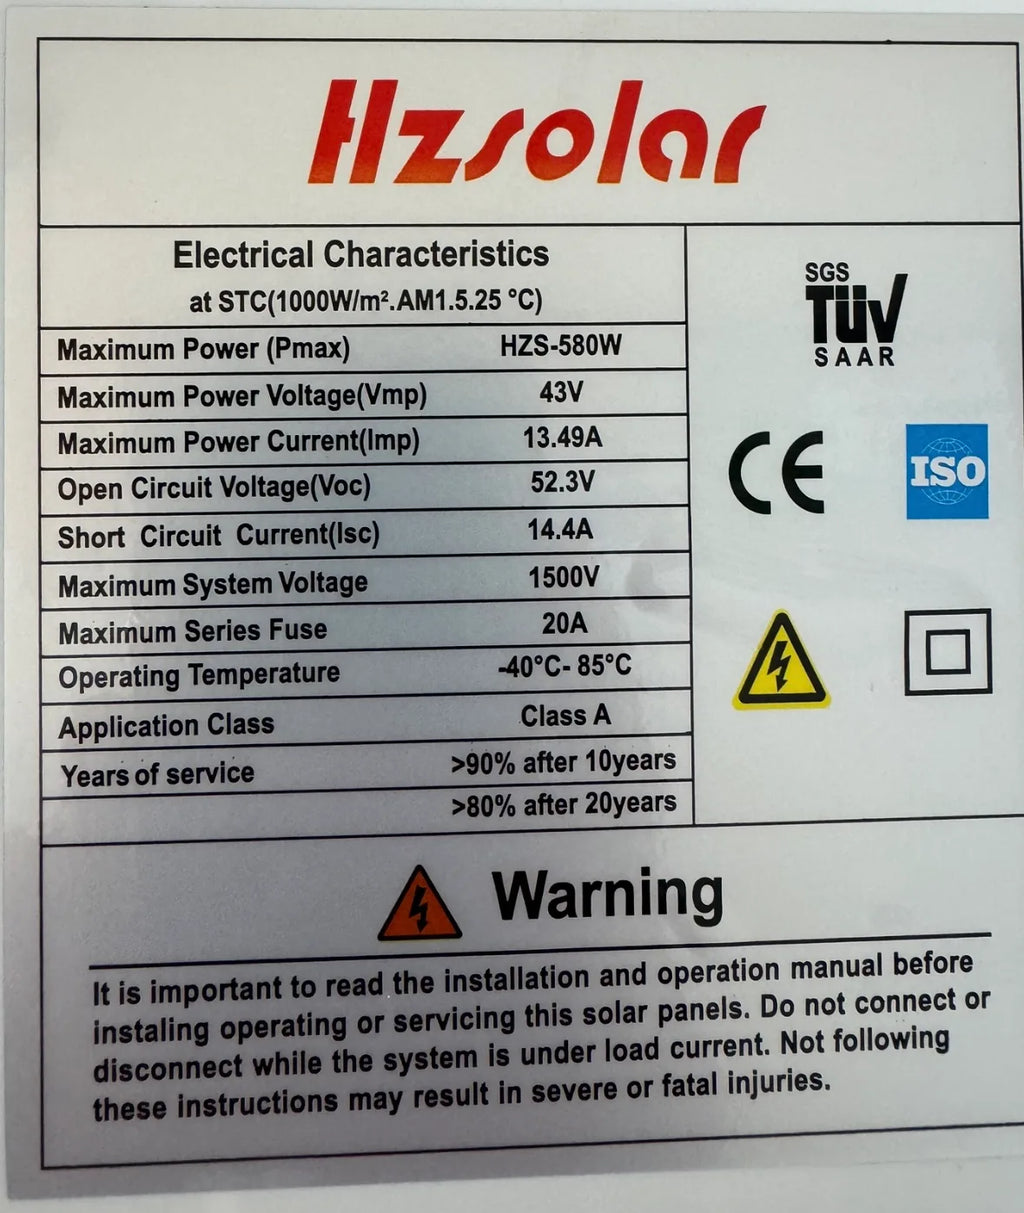 Hzsolar
Electrical Characteristics
at STC(1000W/m².AM1.5.25 °C)
Maximum Power (Pmax) HZS-580W
Maximum Power Voltage(Vmp) 43V
Maximum Power Current(Imp) 13.49A
Open Circuit Voltage(Voc) 52.3V
Short Circuit Current(Isc) 14.4A
Maximum System Voltage 1500V
Maximum Series Fuse 20A
Operating Temperature -40°C- 85°C
Application Class Class A
Years of service >90% after 10years
>80% after 20years
SGS
TÜV
SAAR
CE
ISO
Warning
It is important to read the installation and operation manual before
instaling operating or servicing this solar panels. Do not connect or
disconnect while the system is under load current. Not following
these instructions may result in severe or fatal injuries.